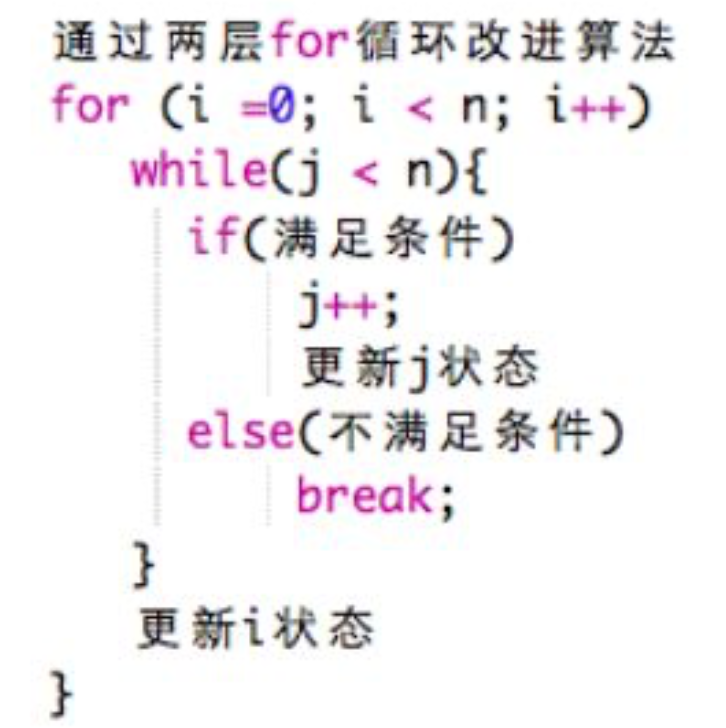 通过两层for循环改进算法
for (i =0; i < n; i++)
while(j < n){
if(满足条件)
j++;
更新j状态
else(不满足条件)
break;
}
更新i状态
}